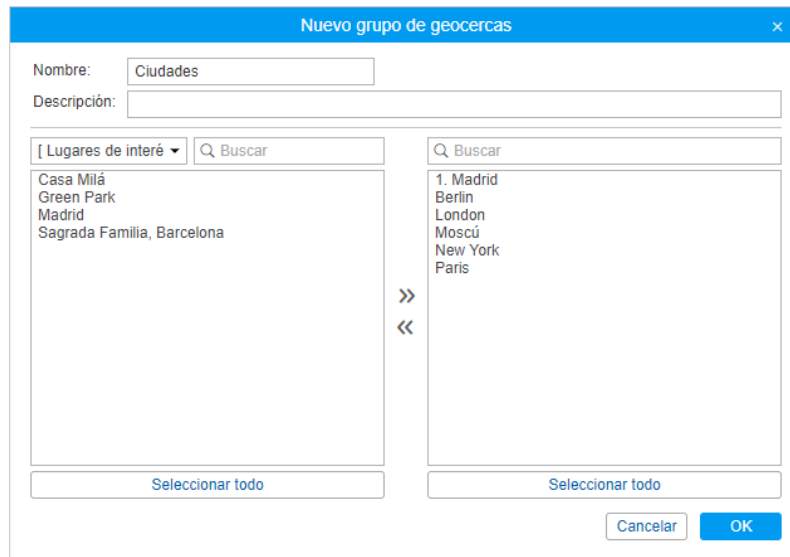 Nuevo grupo de geocercas ×
Nombre: Ciudades
Descripción:
[ Lugares de interé
Buscar
Casa Milá
Green Park
Madrid
Sagrada Familia, Barcelona
Seleccionar todo
Buscar
1. Madrid
Berlin
London
Moscú
New York
Paris
Seleccionar todo
Cancelar
OK